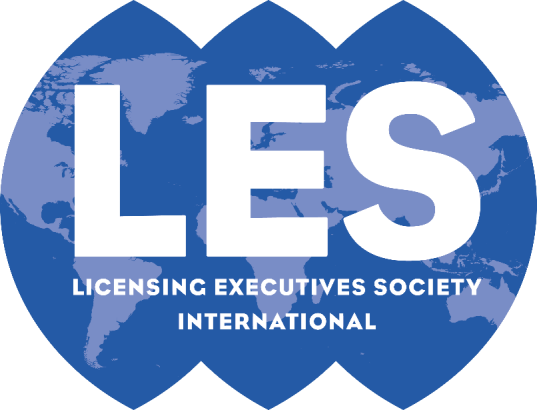 LES
LICENSING EXECUTIVES SOCIETY
INTERNATIONAL